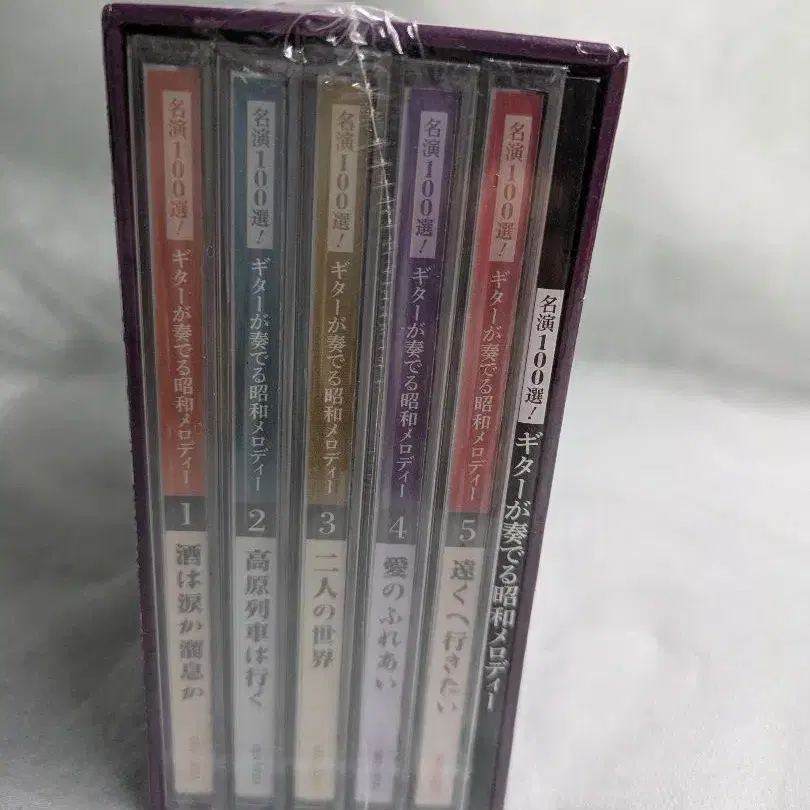 名演100選!
ギターが奏でる昭和メロディー
1
酒は涙か溜息か
名演100選!
ギターが奏でる昭和メロディー
2
高原列車は行く
名演100選!
ギターが奏でる昭和メロディー
3
二人の世界
名演100選!
ギターが奏でる昭和メロディー
4
愛のふれあい
名演100選!
ギターが奏でる昭和メロディー
5
遠くへ行きたい
名演100選!
ギターが奏でる昭和メロディー